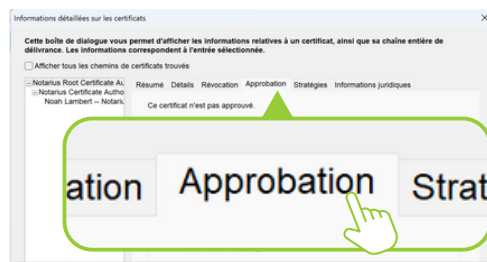 Informations détaillées sur les certificats
Cette boîte de dialogue vous permet d'afficher les informations relatives à un certificat, ainsi que sa chaîne entière de
délivrance. Les informations correspondent à l'entrée sélectionnée.
Afficher tous les chemins de certificats trouvés
Notarius Root Certificate Au
Notarius Certificate Autho
Noah Lambert -- Notariu
Résumé Détails Révocation Approbation Stratégies Informations juridiques
Ce certificat n'est pas approuvé.
ation Approbation Strat